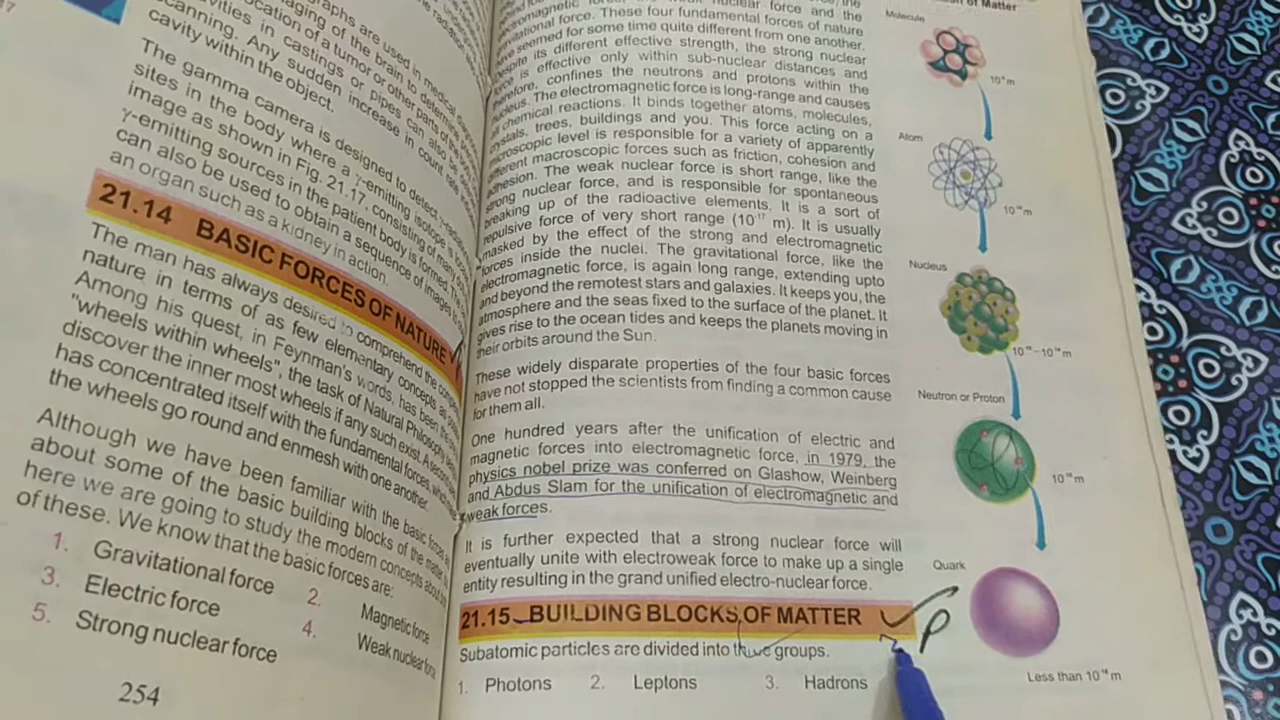 graphs are used in medical
aging of the brain to determine
location of a tumor or other parts of the
cavities in castings or pipes can also be
scanning. Any sudden increase in count rate
cavity within the object.
The gamma camera is designed to detect γ-
sites in the body where a γ-emitting isotope
image as shown in Fig. 21.17, consisting of many
γ-emitting sources in the patient body is formed.
can also be used to obtain a sequence of images
an organ such as a kidney in action.
21.14 BASIC FORCES OF NATURE
The man has always desired to comprehend the
nature in terms of as few elementary concepts as
Among his quest, in Feynman's words, has been the
"wheels within wheels", the task of Natural Philosophy
discover the inner most wheels if any such exist. A
has concentrated itself with the fundamental forces, which
the wheels go round and enmesh with one another.
Although we have been familiar with the basic forces
about some of the basic building blocks of the matter
here we are going to study the modern concepts about
of these. We know that the basic forces are:
1. Gravitational force 2. Magnetic force
3. Electric force 4. Weak nuclear force
5. Strong nuclear force
254
nuclear force and the
gravitational force. These four fundamental forces of nature
have seemed for some time quite different from one another.
Despite its different effective strength, the strong nuclear
force is effective only within sub-nuclear distances and
therefore, confines the neutrons and protons within the
nucleus. The electromagnetic force is long-range and causes
all chemical reactions. It binds together atoms, molecules,
crystals, trees, buildings and you. This force acting on a
microscopic level is responsible for a variety of apparently
different macroscopic forces such as friction, cohesion and
adhesion. The weak nuclear force is short range, like the
strong nuclear force, and is responsible for spontaneous
breaking up of the radioactive elements. It is a sort of
repulsive force of very short range (10⁻¹⁷ m). It is usually
masked by the effect of the strong and electromagnetic
forces inside the nuclei. The gravitational force, like the
electromagnetic force, is again long range, extending upto
and beyond the remotest stars and galaxies. It keeps you, the
atmosphere and the seas fixed to the surface of the planet. It
gives rise to the ocean tides and keeps the planets moving in
their orbits around the Sun.
These widely disparate properties of the four basic forces
have not stopped the scientists from finding a common cause
for them all.
One hundred years after the unification of electric and
magnetic forces into electromagnetic force, in 1979, the
physics nobel prize was conferred on Glashow, Weinberg
and Abdus Slam for the unification of electromagnetic and
weak forces.
It is further expected that a strong nuclear force will
eventually unite with electroweak force to make up a single
entity resulting in the grand unified electro-nuclear force.
21.15 BUILDING BLOCKS OF MATTER
P
Subatomic particles are divided into groups.
1. Photons 2. Leptons 3. Hadrons
of Matter
Molecule
Atom
Nucleus
Neutron or Proton
Quark
Less than